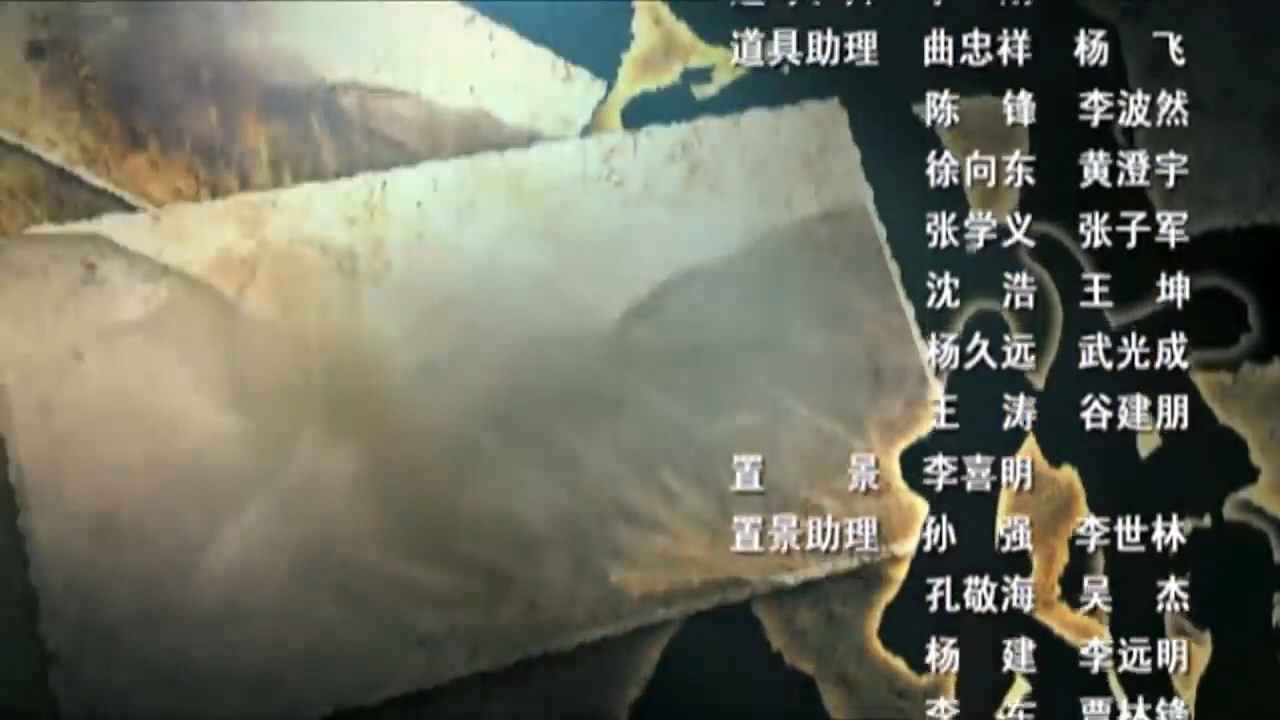 道具助理 曲忠祥 杨 飞
陈 锋 李波然
徐向东 黄澄宇
张学义 张子军
沈 浩 王 坤
杨久远 武光成
王 涛 谷建朋
置 景 李喜明
置景助理 孙 强 李世林
孔敬海 吴 杰
杨 建 李远明